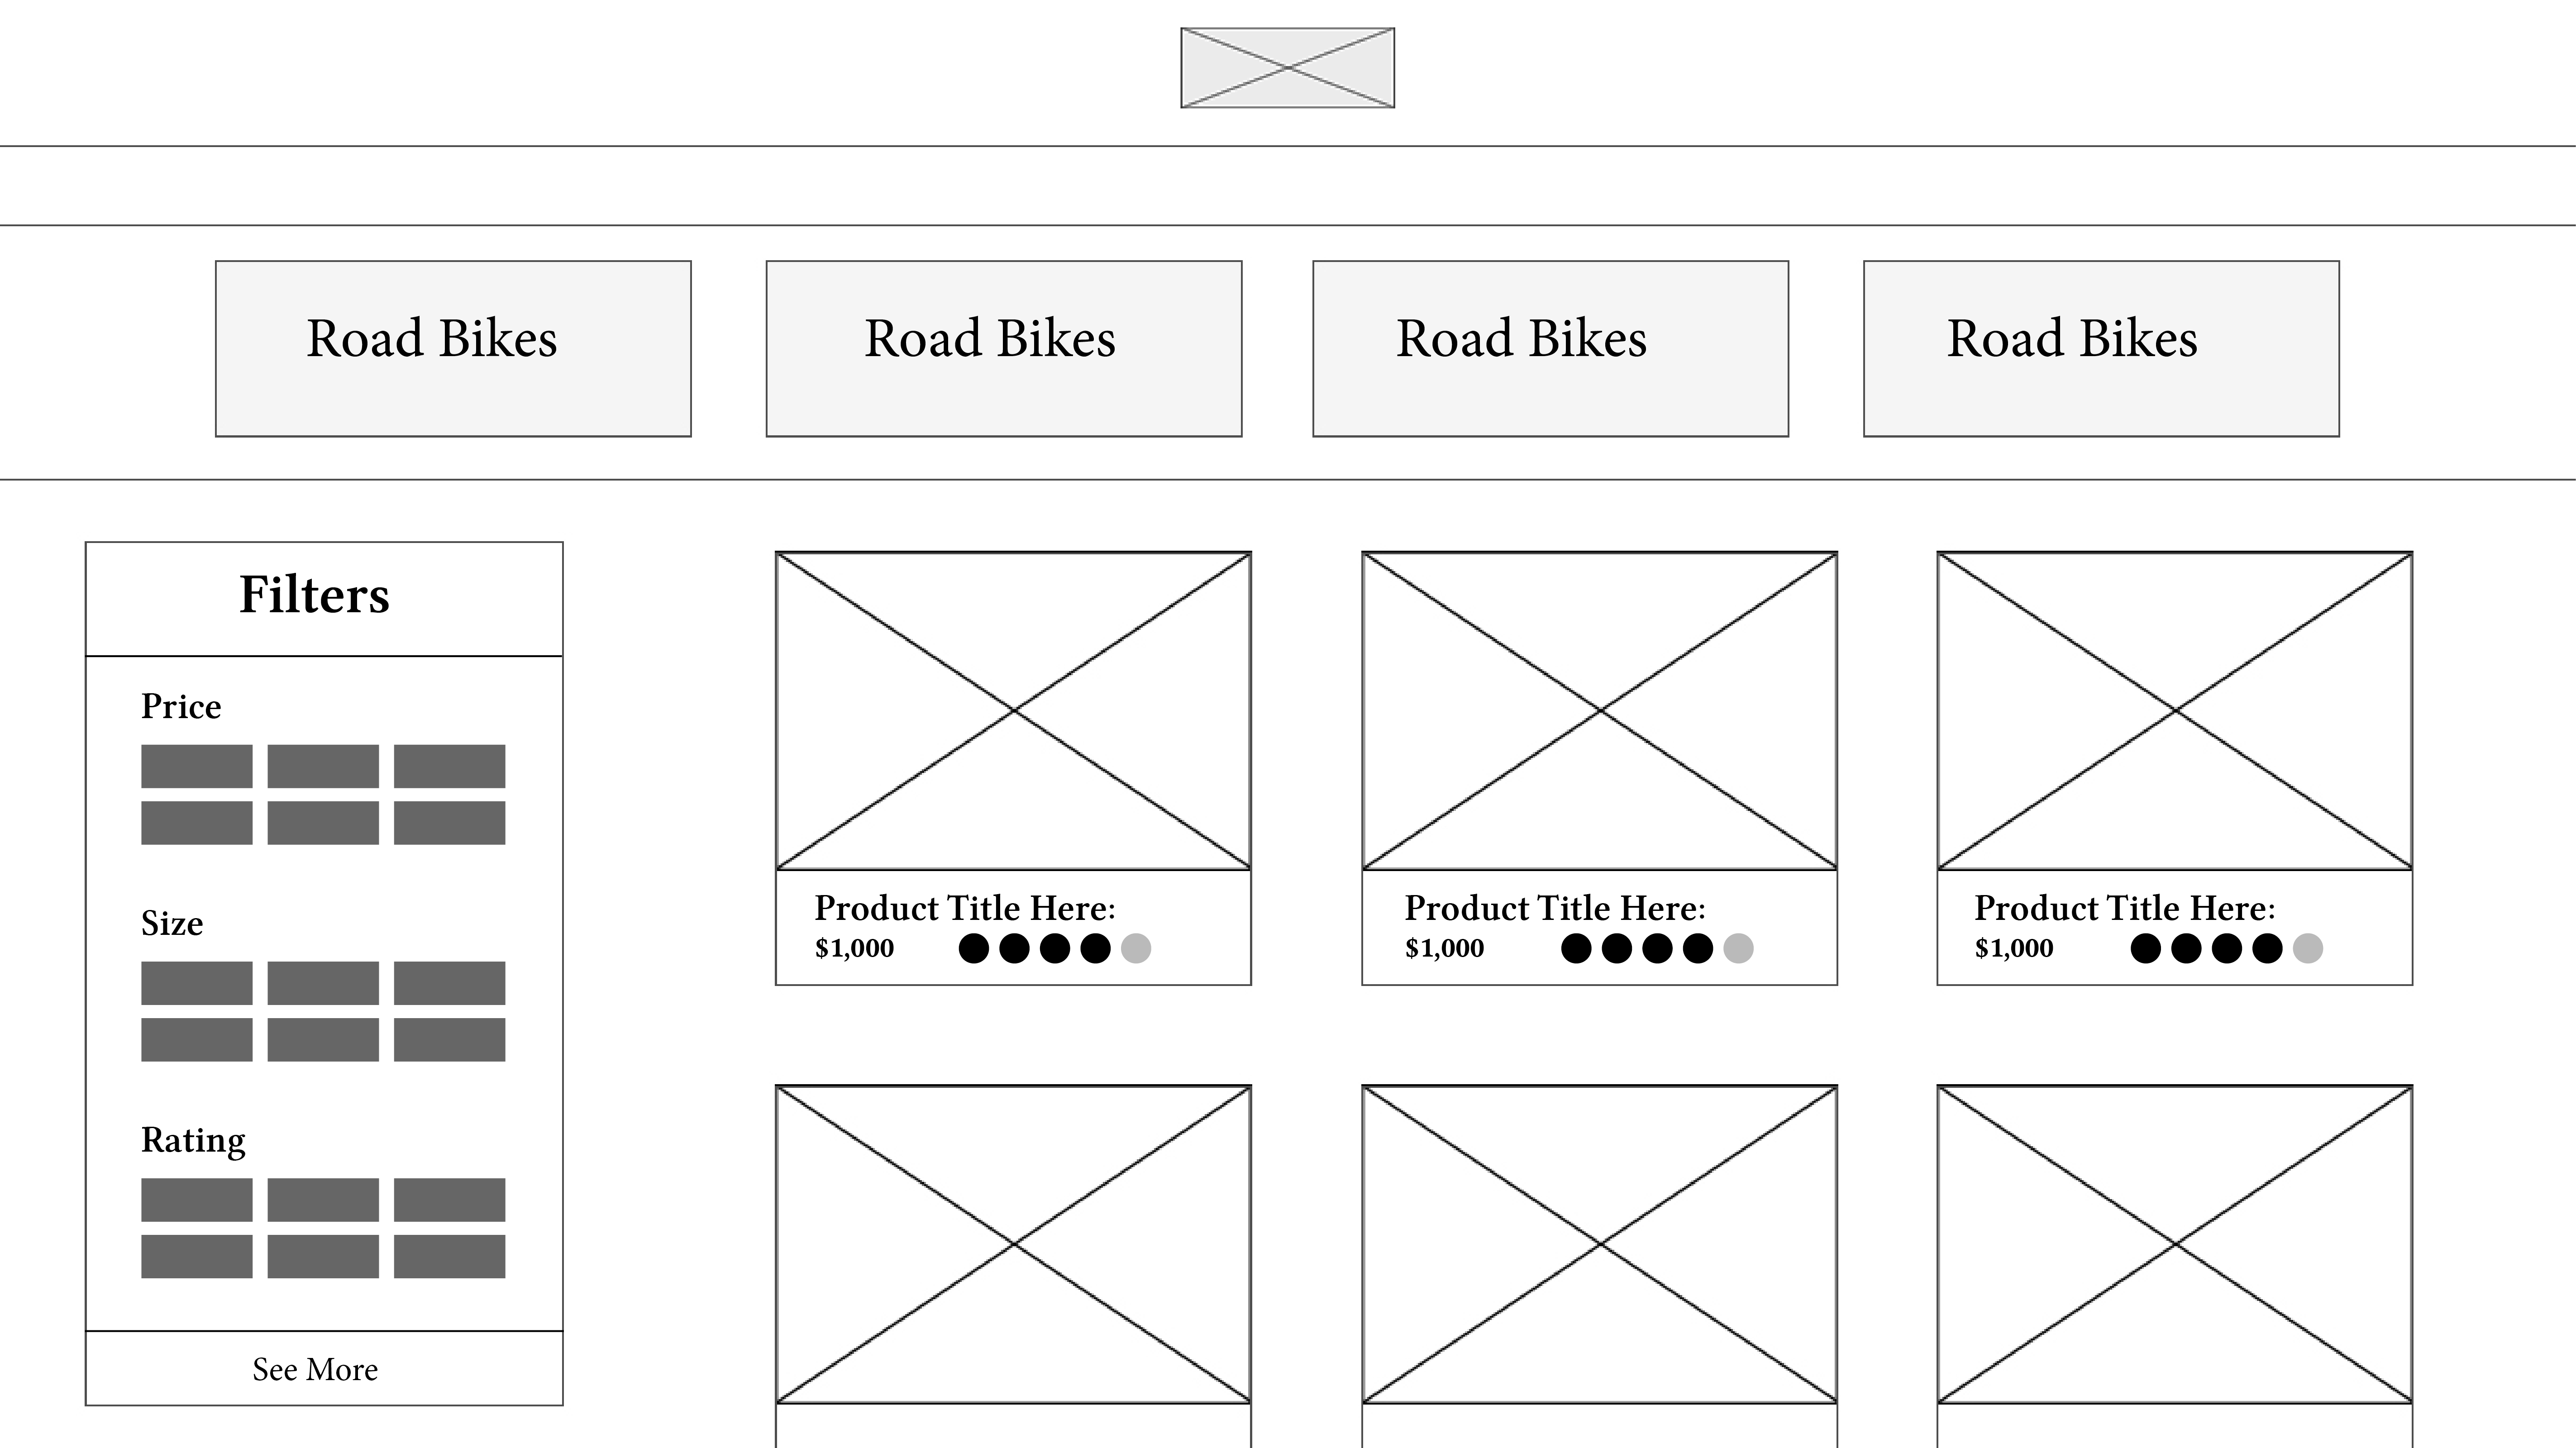 Road Bikes
Road Bikes
Road Bikes
Road Bikes
Filters
Price
Size
Rating
See More
Product Title Here:
$1,000
Product Title Here:
$1,000
Product Title Here:
$1,000